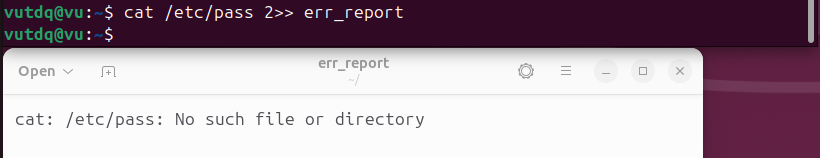 vutdq@vu:~$ cat /etc/pass 2>> err_report
vutdq@vu:~$
Open
err_report
~/
cat: /etc/pass: No such file or directory